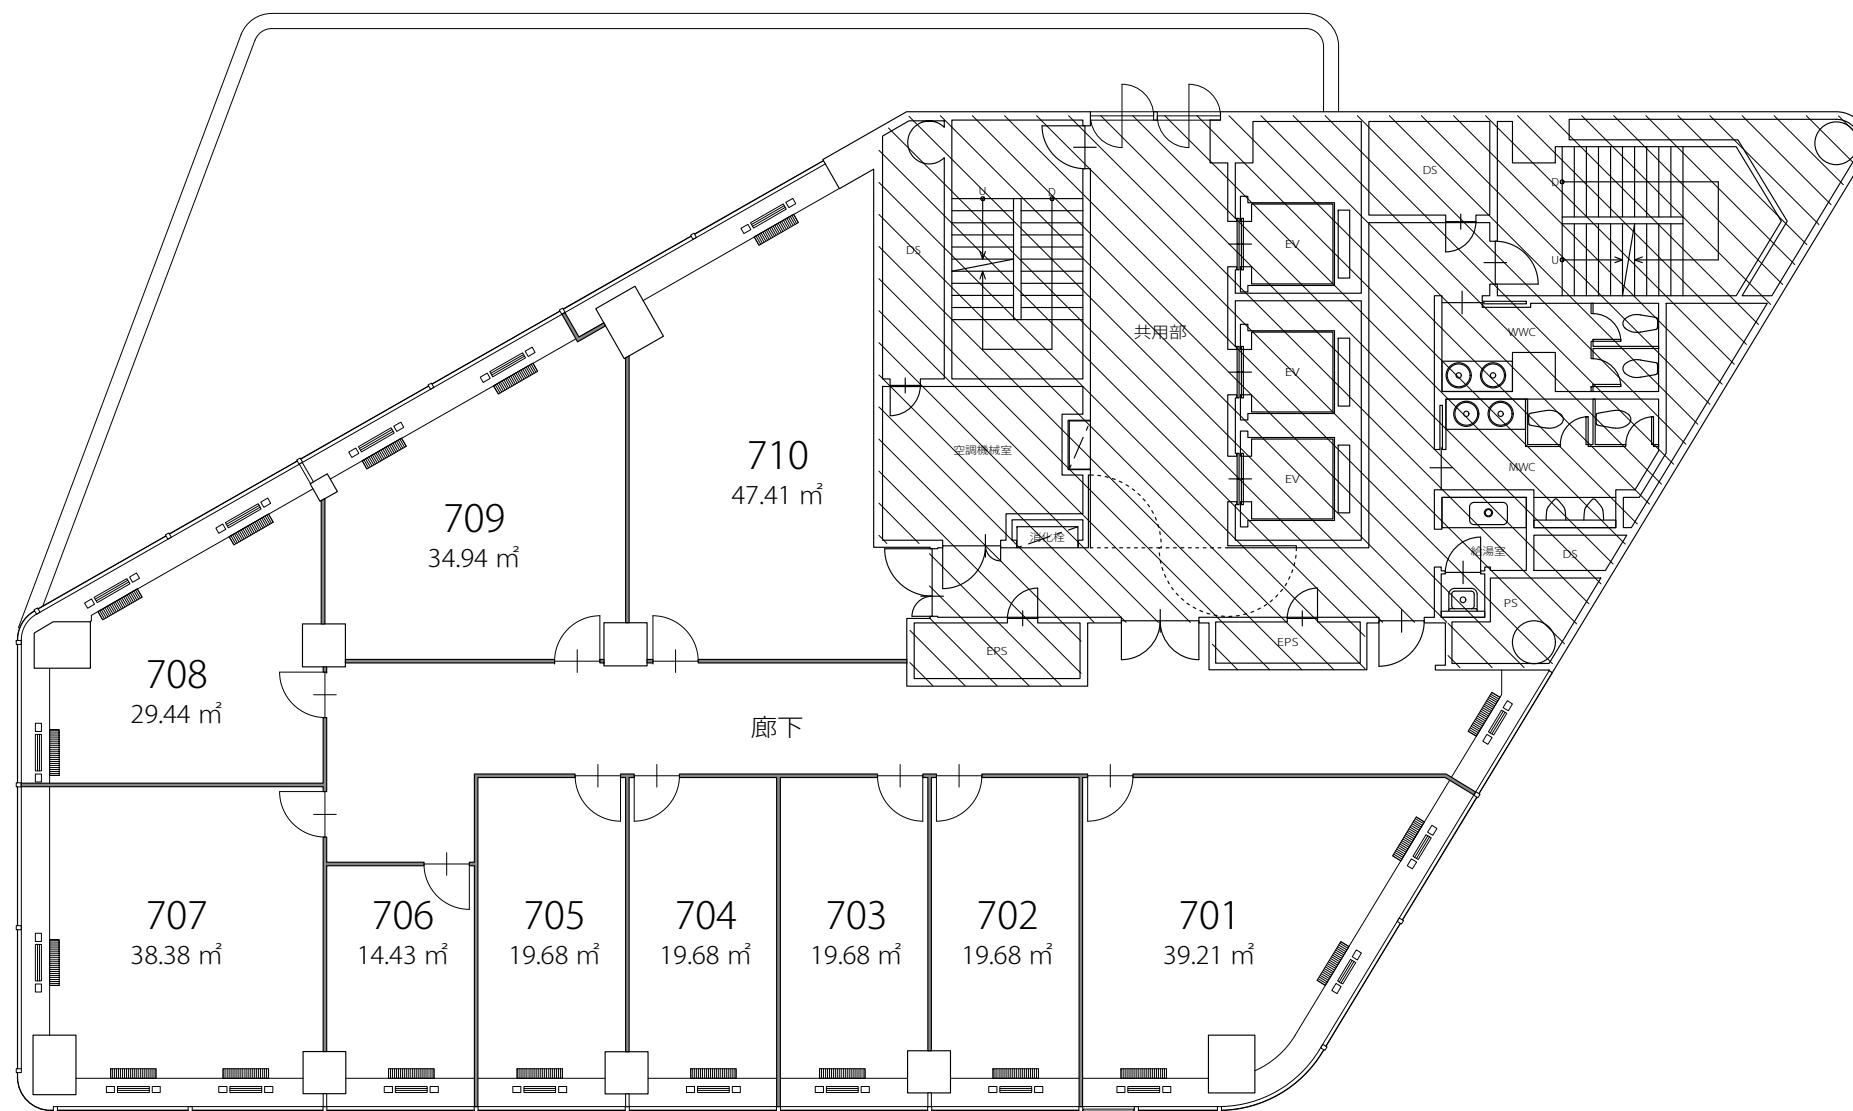 DS
U
D
DS
EV
D
U
共用部
WWC
EV
710
47.41 ㎡
空調機械室
EV
MWC
709
34.94 ㎡
消化栓
給湯室
DS
PS
EPS
EPS
708
29.44 ㎡
廊下
707
38.38 ㎡
706
14.43 ㎡
705
19.68 ㎡
704
19.68 ㎡
703
19.68 ㎡
702
19.68 ㎡
701
39.21 ㎡